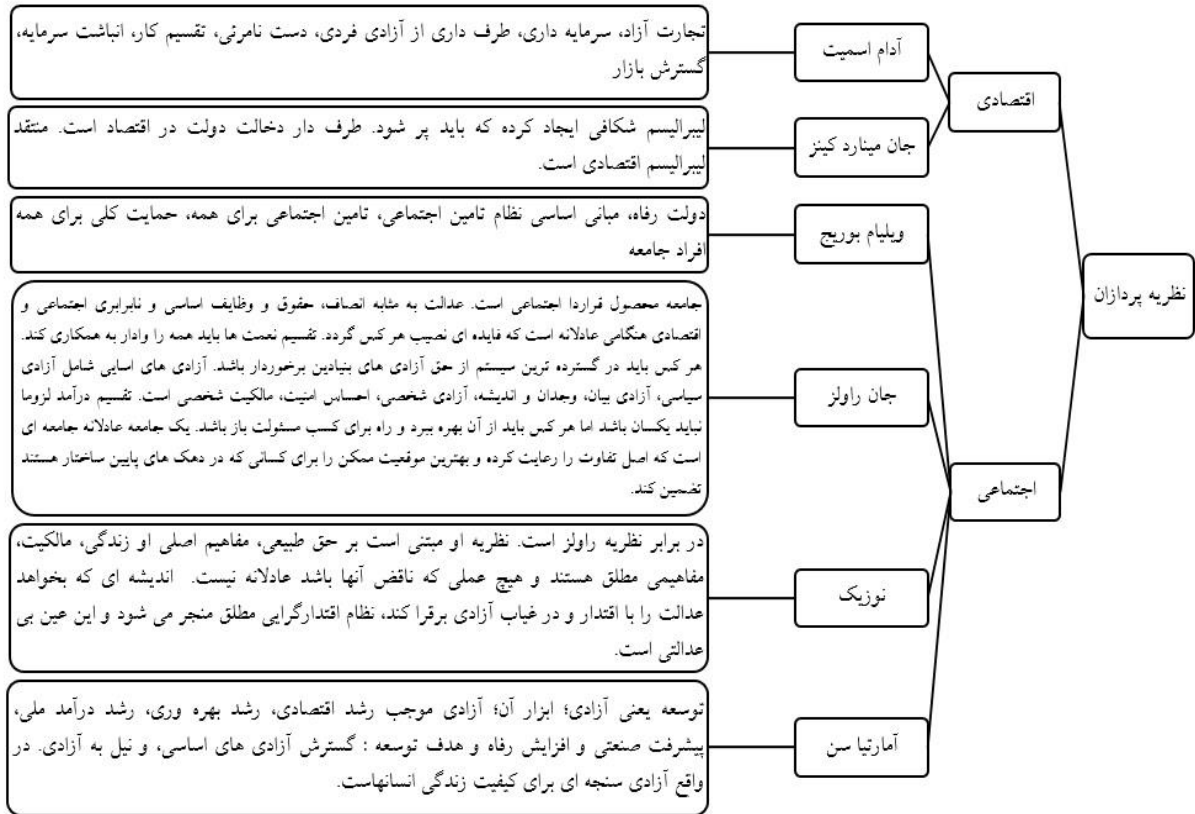 نظریه پردازان
اقتصادی
آدام اسمیت
تجارت آزاد، سرمایه داری، طرف داری از آزادی فردی، دست نامرئی، تقسیم کار، انباشت سرمایه،
گسترش بازار
جان مینارد کینز
لیبرالیسم شکافی ایجاد کرده که باید پر شود. طرف دار دخالت دولت در اقتصاد است. منتقد
لیبرالیسم اقتصادی است.
اجتماعی
ویلیام بوریج
دولت رفاه، مبانی اساسی نظام تامین اجتماعی، تامین اجتماعی برای همه، حمایت کلی برای همه
افراد جامعه
جان راولز
جامعه محصول قراردا اجتماعی است. عدالت به مثابه انصاف، حقوق و وظایف اساسی و نابرابری اجتماعی و
اقتصادی هنگامی عادلانه است که فایده ای نصیب هر کس گردد. تقسیم نعمت ها باید همه را وادار به همکاری کند.
هر کس باید در گسترده ترین سیستم از حق آزادی های بنیادین برخوردار باشد. آزادی های اسایی شامل آزادی
سیاسی، آزادی بیان، وجدان و اندیشه، آزادی شخصی، احساس امنیت، مالکیت شخصی است. تقسیم درآمد لزوما
نباید یکسان باشد اما هر کس باید از آن بهره ببرد و راه برای کسب مسئولت باز باشد. یک جامعه عادلانه جامعه ای
است که اصل تفاوت را رعایت کرده و بهترین موقعیت ممکن را برای کسانی که در دهک های پایین ساختار هستند
تضمین کند.
نوزیک
در برابر نظریه راولز است. نظریه او مبتنی است بر حق طبیعی، مفاهیم اصلی او زندگی، مالکیت،
مفاهیمی مطلق هستند و هیچ عملی که ناقض آنها باشد عادلانه نیست. اندیشه ای که بخواهد
عدالت را با اقتدار و در غیاب آزادی برقرا کند، نظام اقتدارگرایی مطلق منجر می شود و این عین بی
عدالتی است.
آمارتیا سن
توسعه یعنی آزادی؛ ابزار آن؛ آزادی موجب رشد اقتصادی، رشد بهره وری، رشد درآمد ملی،
پیشرفت صنعتی و افزایش رفاه و هدف توسعه : گسترش آزادی های اساسی، و نیل به آزادی. در
واقع آزادی سنجه ای برای کیفیت زندگی انسانهاست.